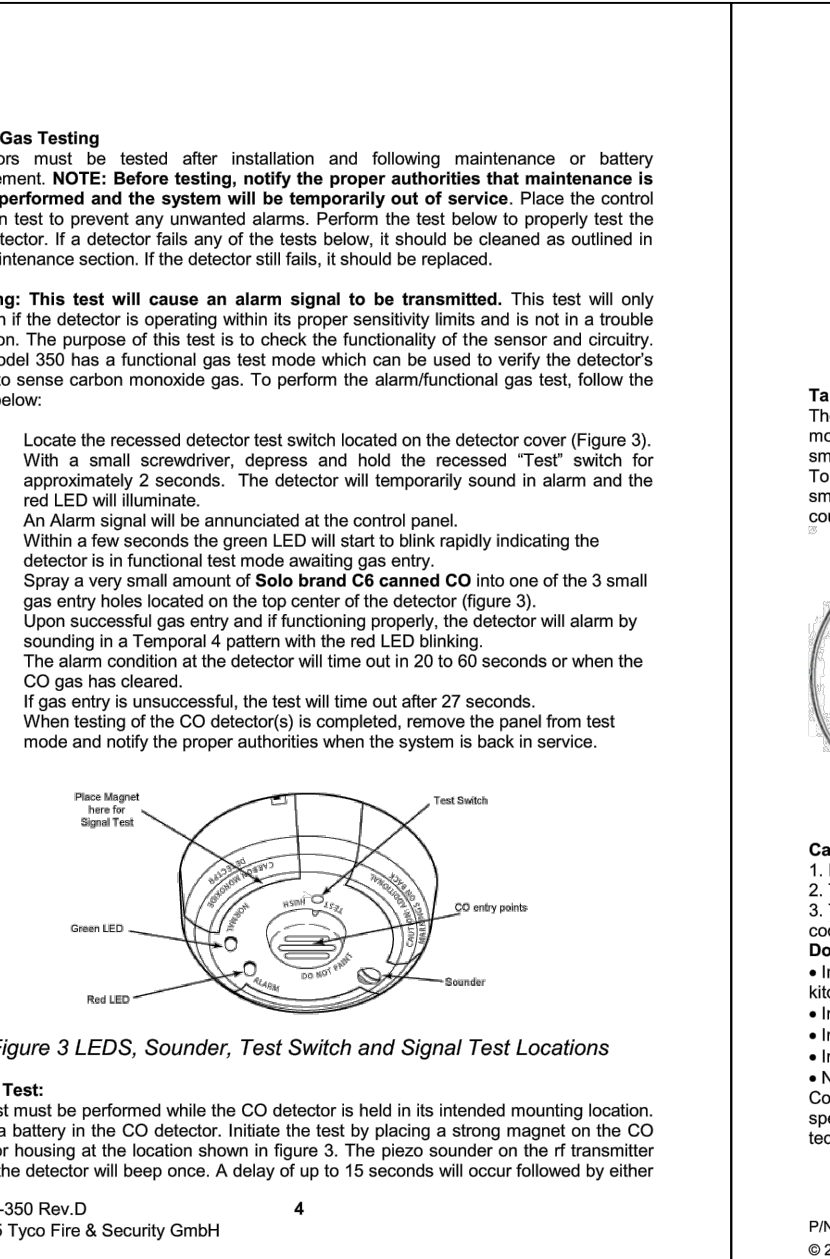 Gas Testing
ors must be tested after installation and following maintenance or battery
ement. NOTE: Before testing, notify the proper authorities that maintenance is
performed and the system will be temporarily out of service. Place the control
n test to prevent any unwanted alarms. Perform the test below to properly test the
tector. If a detector fails any of the tests below, it should be cleaned as outlined in
intenance section. If the detector still fails, it should be replaced.
ng: This test will cause an alarm signal to be transmitted. This test will only
n if the detector is operating within its proper sensitivity limits and is not in a trouble
on. The purpose of this test is to check the functionality of the sensor and circuitry.
odel 350 has a functional gas test mode which can be used to verify the detector's
to sense carbon monoxide gas. To perform the alarm/functional gas test, follow the
below:
Locate the recessed detector test switch located on the detector cover (Figure 3).
With a small screwdriver, depress and hold the recessed “Test” switch for
approximately 2 seconds. The detector will temporarily sound in alarm and the
red LED will illuminate.
An Alarm signal will be annunciated at the control panel.
Within a few seconds the green LED will start to blink rapidly indicating the
detector is in functional test mode awaiting gas entry.
Spray a very small amount of Solo brand C6 canned CO into one of the 3 small
gas entry holes located on the top center of the detector (figure 3).
Upon successful gas entry and if functioning properly, the detector will alarm by
sounding in a Temporal 4 pattern with the red LED blinking.
The alarm condition at the detector will time out in 20 to 60 seconds or when the
CO gas has cleared.
If gas entry is unsuccessful, the test will time out after 27 seconds.
When testing of the CO detector(s) is completed, remove the panel from test
mode and notify the proper authorities when the system is back in service.
Place Magnet
here for
Signal Test
Test Switch
CARBON MONOXIDE
DETECTPR
NORMAL
HUSH
TEST
CAUTION: ADDITIONAL
MARKINGS ON BACK
CO entry points
Green LED
DO NOT PAINT
ALARM
Sounder
Red LED
igure 3 LEDS, Sounder, Test Switch and Signal Test Locations
Test:
st must be performed while the CO detector is held in its intended mounting location.
a battery in the CO detector. Initiate the test by placing a strong magnet on the CO
or housing at the location shown in figure 3. The piezo sounder on the rf transmitter
the detector will beep once. A delay of up to 15 seconds will occur followed by either
-350 Rev.D
4
5 Tyco Fire & Security GmbH
Ta
The
mo
sm
To
sm
cou
Ca
1.
2.
3.
coo
Do
• In
kitc
• In
• In
• In
• N
Co
spe
tec
P/N
© 2